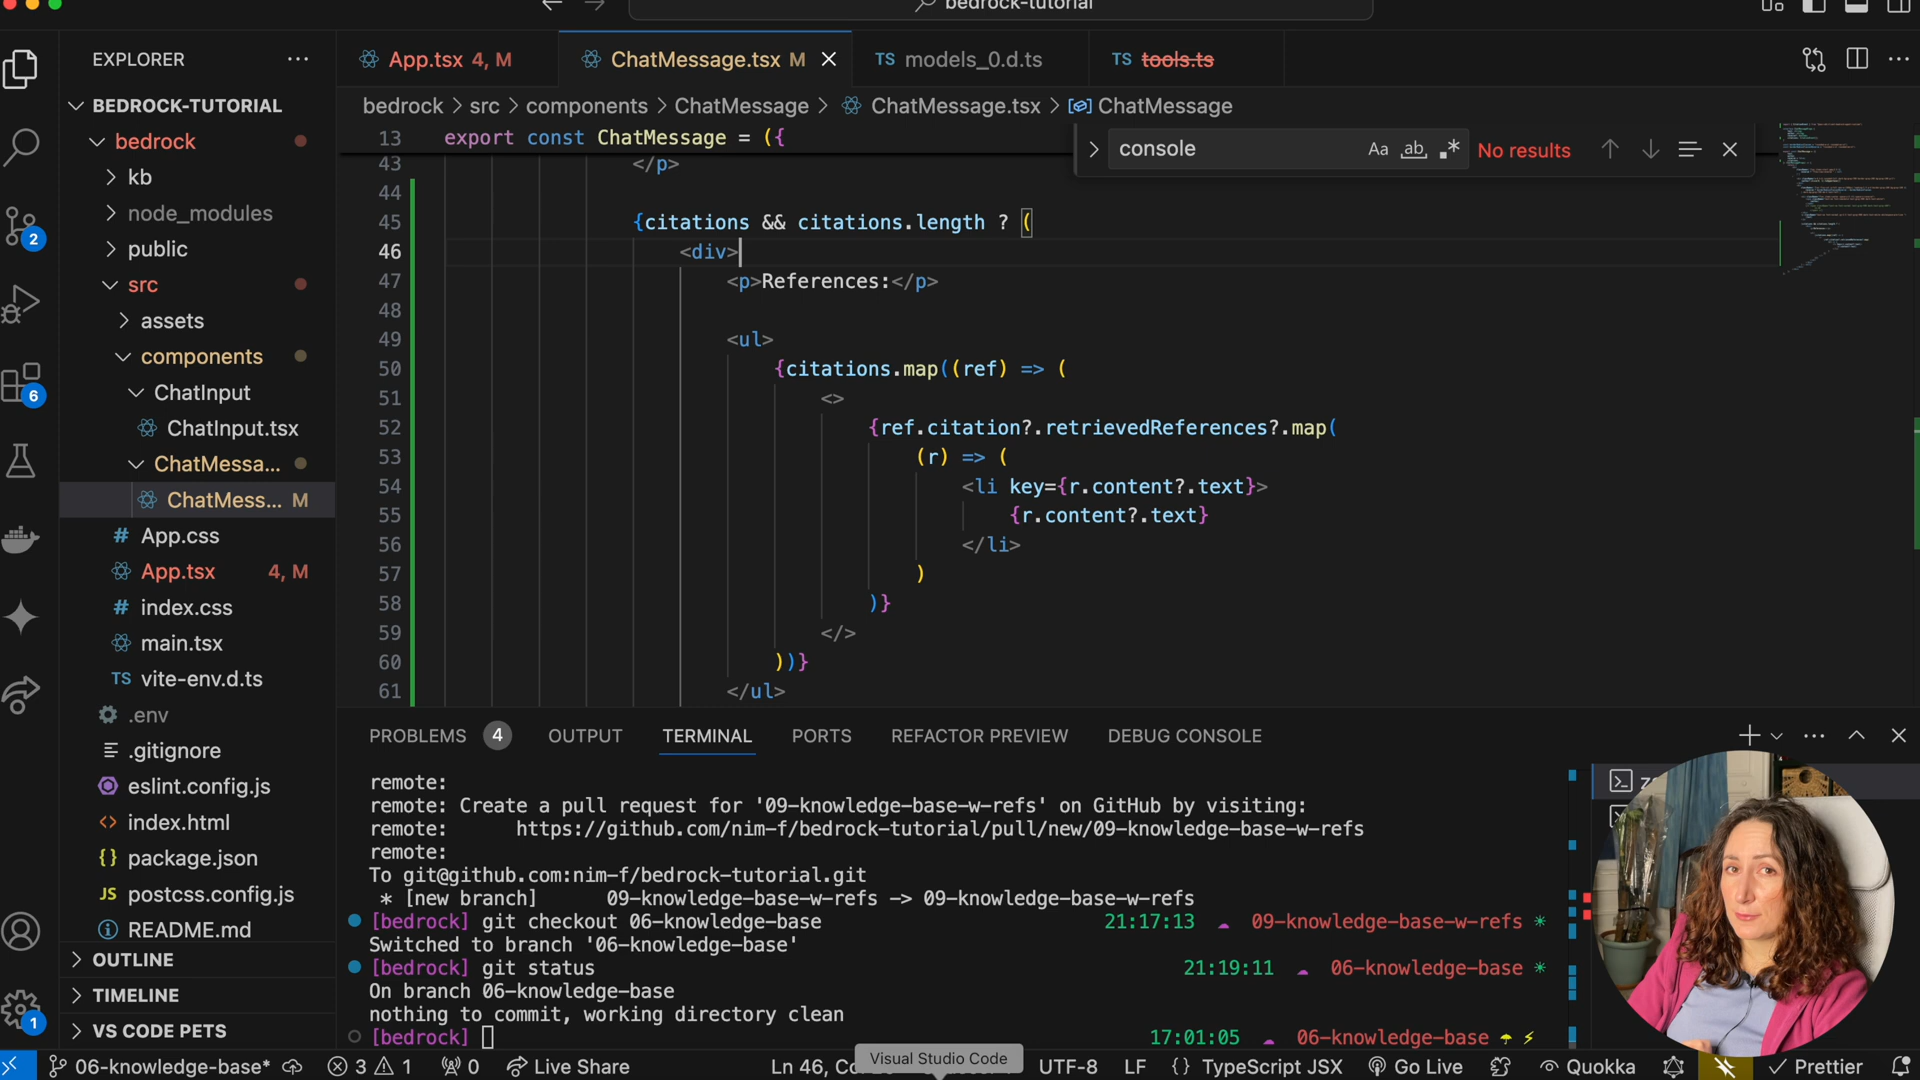 bedrock-tutorial
EXPLORER
App.tsx 4, M
ChatMessage.tsx M
TS models_0.d.ts
TS tools.ts
BEDROCK-TUTORIAL
bedrock
kb
node_modules
public
src
assets
components
ChatInput
ChatInput.tsx
ChatMessa...
ChatMess... M
# App.css
App.tsx 4, M
# index.css
main.tsx
TS vite-env.d.ts
.env
.gitignore
eslint.config.js
<> index.html
{} package.json
JS postcss.config.js
README.md
OUTLINE
TIMELINE
VS CODE PETS
2
6
1
bedrock > src > components > ChatMessage > ChatMessage.tsx > ChatMessage
console
Aa ab .* No results
13 export const ChatMessage = ({
43 </p>
44
45 {citations && citations.length ? (
46 <div>
47 <p>References:</p>
48
49 <ul>
50 {citations.map((ref) => (
51 <>
52 {ref.citation?.retrievedReferences?.map(
53 (r) => (
54 <li key={r.content?.text}>
55 {r.content?.text}
56 </li>
57 )
58 )}
59 </>
60 ))}
61 </ul>
PROBLEMS 4 OUTPUT TERMINAL PORTS REFACTOR PREVIEW DEBUG CONSOLE
remote:
remote: Create a pull request for '09-knowledge-base-w-refs' on GitHub by visiting:
remote: https://github.com/nim-f/bedrock-tutorial/pull/new/09-knowledge-base-w-refs
remote:
To git@github.com:nim-f/bedrock-tutorial.git
* [new branch] 09-knowledge-base-w-refs -> 09-knowledge-base-w-refs
[bedrock] git checkout 06-knowledge-base 21:17:13 09-knowledge-base-w-refs *
Switched to branch '06-knowledge-base'
[bedrock] git status 21:19:11 06-knowledge-base *
On branch 06-knowledge-base
nothing to commit, working directory clean
[bedrock] 17:01:05 06-knowledge-base
06-knowledge-base* 3 1 0 Live Share Ln 46, Visual Studio Code UTF-8 LF {} TypeScript JSX Go Live Quokka Prettier